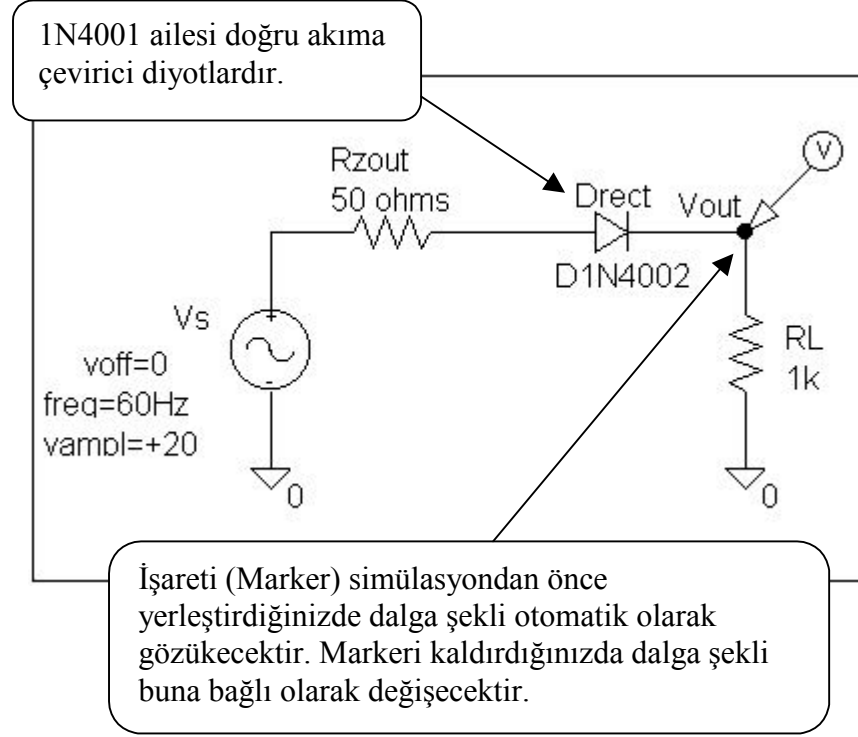 1N4001 ailesi doğru akıma
çevirici diyotlardır.
V
Rzout
50 ohms
Drect
Vout
D1N4002
Vs
+
-
voff=0
freq=60Hz
vampl=+20
RL
1k
0
0
İşareti (Marker) simülasyondan önce
yerleştirdiğinizde dalga şekli otomatik olarak
gözükecektir. Markeri kaldırdığınızda dalga şekli
buna bağlı olarak değişecektir.